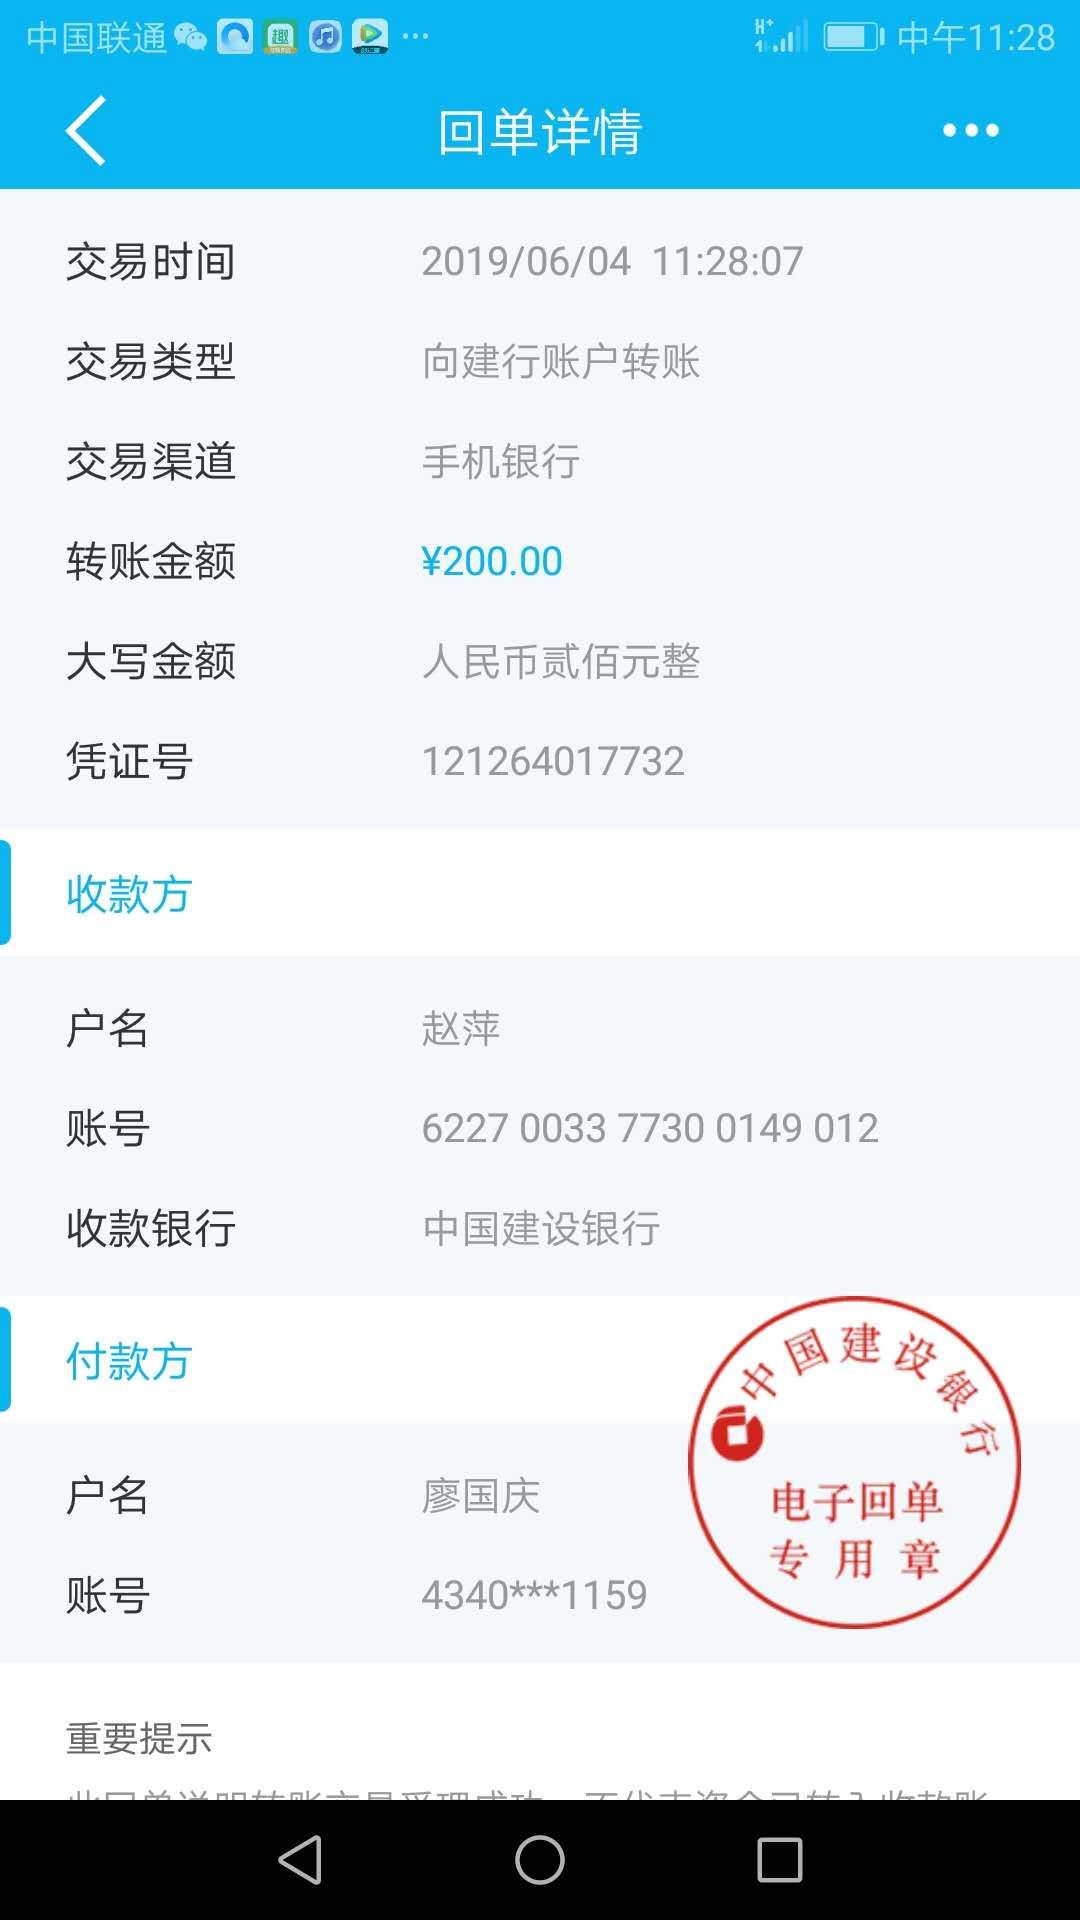 中国联通 中午11:28
回单详情
交易时间 2019/06/04 11:28:07
交易类型 向建行账户转账
交易渠道 手机银行
转账金额 ¥200.00
大写金额 人民币贰佰元整
凭证号 121264017732
收款方
户名 赵萍
账号 6227 0033 7730 0149 012
收款银行 中国建设银行
付款方
中国建设银行
电子回单
专用章
户名 廖国庆
账号 4340***1159
重要提示